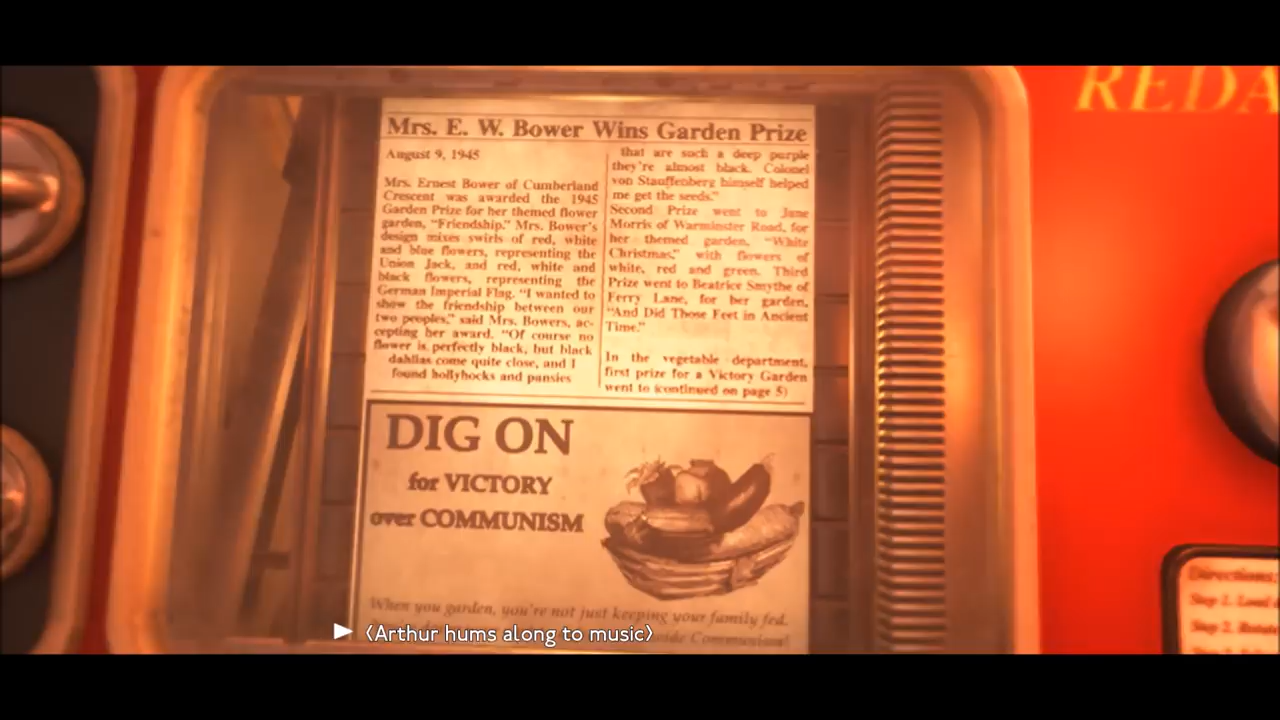 REDA
Mrs. E. W. Bower Wins Garden Prize
August 9, 1945
Mrs. Ernest Bower of Cumberland
Crescent was awarded the 1945
Garden Prize for her themed flower
garden, "Friendship." Mrs. Bower's
design mixes swirls of red, white
and blue flowers, representing the
Union Jack, and red, white and
black flowers, representing the
German Imperial Flag. "I wanted to
show the friendship between our
two peoples," said Mrs. Bowers, ac-
cepting her award. "Of course no
flower is perfectly black, but black
dahlias come quite close, and I
found hollyhocks and pansies
that are such a deep purple
they're almost black. Colonel
von Stauffenberg himself helped
me get the seeds."
Second Prize went to Jane
Morris of Warminster Road, for
her themed garden, "White
Christmas," with flowers of
white, red and green. Third
Prize went to Beatrice Smythe of
Ferry Lane, for her garden,
"And Did Those Feet in Ancient
Time."
In the vegetable department,
first prize for a Victory Garden
went to (continued on page 5)
DIG ON
for VICTORY
over COMMUNISM
When you garden, you're not just keeping your family fed,
Communism!
<Arthur hums along to music>
Directions:
Step 1. Load
Step 2. Rotate